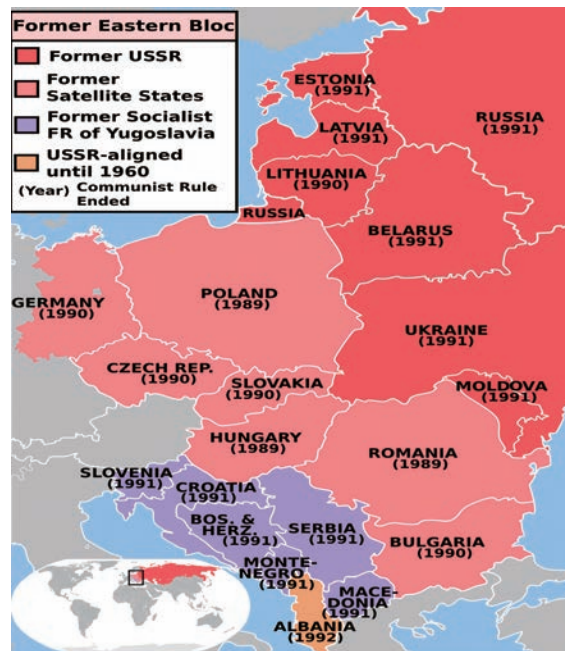 Former Eastern Bloc
Former USSR
Former
Satellite States
Former Socialist
FR of Yugoslavia
USSR-aligned
until 1960
(Year) Communist Rule
Ended
ESTONIA
(1991)
RUSSIA
(1991)
LATVIA
(1991)
LITHUANIA
(1990)
RUSSIA
BELARUS
(1991)
GERMANY
(1990)
POLAND
(1989)
UKRAINE
(1991)
CZECH REP.
(1990)
SLOVAKIA
(1990)
MOLDOVA
(1991)
HUNGARY
(1989)
ROMANIA
(1989)
SLOVENIA
(1991)
CROATIA
(1991)
BOS. &
HERZ.
(1991)
SERBIA
(1991)
BULGARIA
(1990)
MONTE-
NEGRO
(1991)
MACE-
DONIA
(1991)
ALBANIA
(1992)